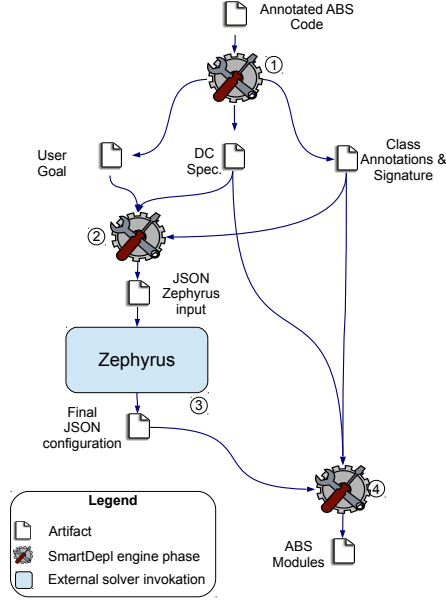 Annotated ABS
Code
1
User
Goal
DC
Spec.
Class
Annotations &
Signature
2
JSON
Zephyrus
input
Zephyrus
3
Final
JSON
configuration
4
Legend
Artifact
SmartDepl engine phase
External solver invokation
ABS
Modules